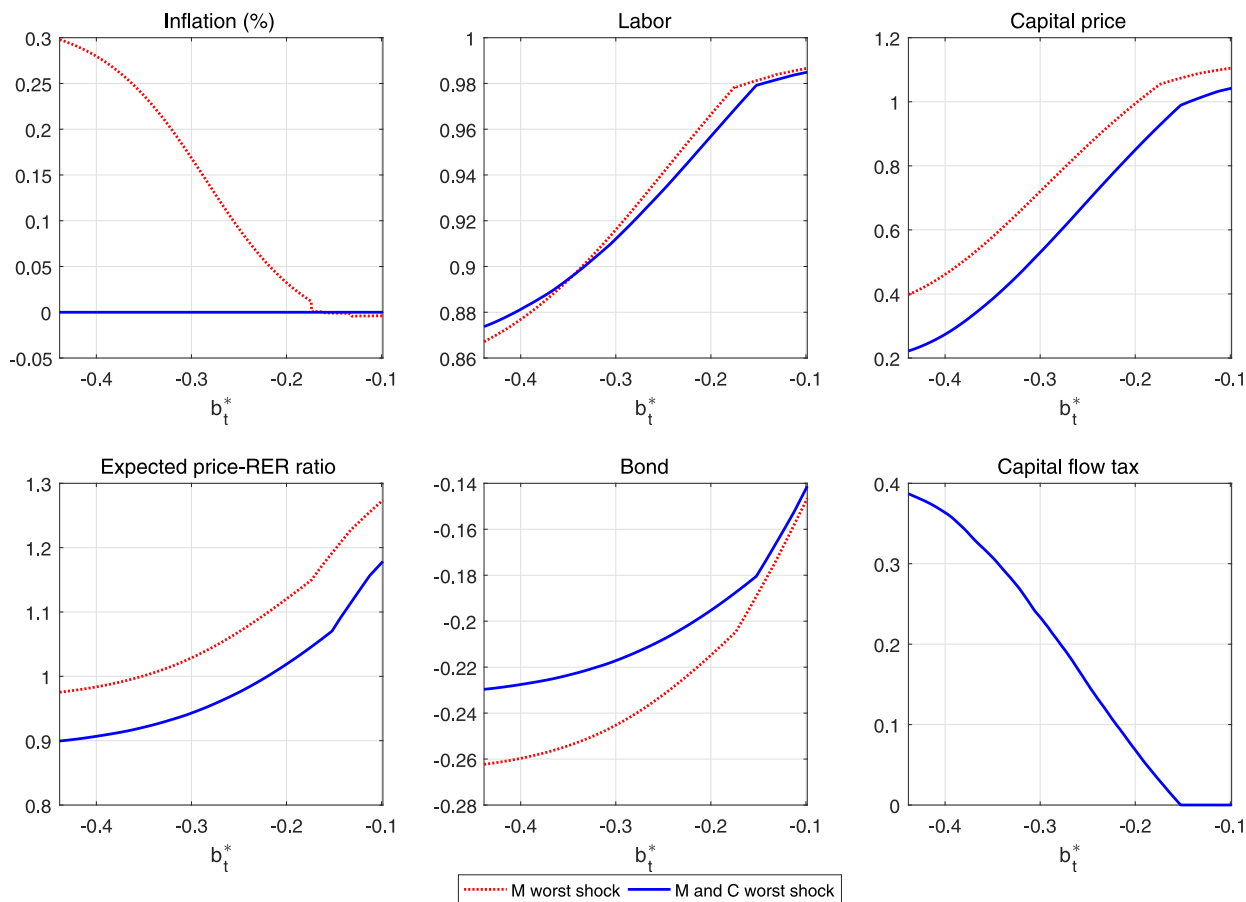 Inflation (%)
0.3
0.25
0.2
0.15
0.1
0.05
0
-0.05
-0.4 -0.3 -0.2 -0.1
b_t^*
Labor
1
0.98
0.96
0.94
0.92
0.9
0.88
0.86
-0.4 -0.3 -0.2 -0.1
b_t^*
Capital price
1.2
1
0.8
0.6
0.4
0.2
-0.4 -0.3 -0.2 -0.1
b_t^*
Expected price-RER ratio
1.3
1.2
1.1
1
0.9
0.8
-0.4 -0.3 -0.2 -0.1
b_t^*
Bond
-0.14
-0.16
-0.18
-0.2
-0.22
-0.24
-0.26
-0.28
-0.4 -0.3 -0.2 -0.1
b_t^*
Capital flow tax
0.4
0.3
0.2
0.1
0
-0.4 -0.3 -0.2 -0.1
b_t^*
M worst shock M and C worst shock